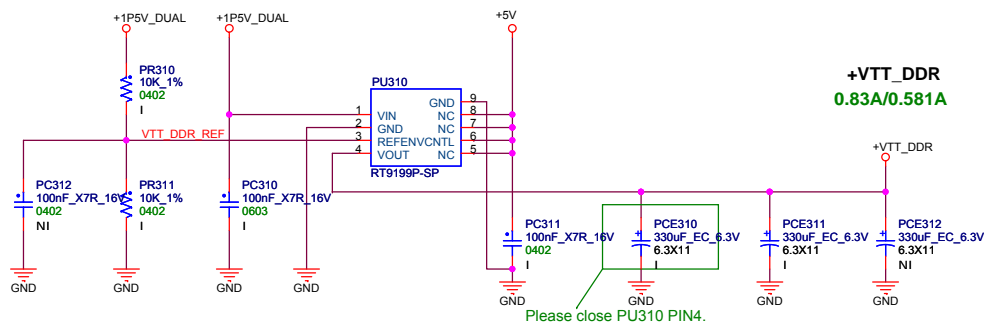 +1P5V_DUAL
+1P5V_DUAL
+5V
+VTT_DDR
0.83A/0.581A
PR310
10K_1%
0402
I
PU310
1 VIN
2 GND
3 REFEN
4 VOUT
GND 9
NC 8
NC 7
VCNTL 6
NC 5
RT9199P-SP
VTT_DDR_REF
+VTT_DDR
PC312
100nF_X7R_16V
0402
NI
PR311
10K_1%
0402
I
PC310
100nF_X7R_16V
0603
I
PC311
100nF_X7R_16V
0402
I
PCE310
330uF_EC_6.3V
6.3X11
I
PCE311
330uF_EC_6.3V
6.3X11
I
PCE312
330uF_EC_6.3V
6.3X11
NI
GND
GND
GND
GND
GND
GND
GND
GND
Please close PU310 PIN4.